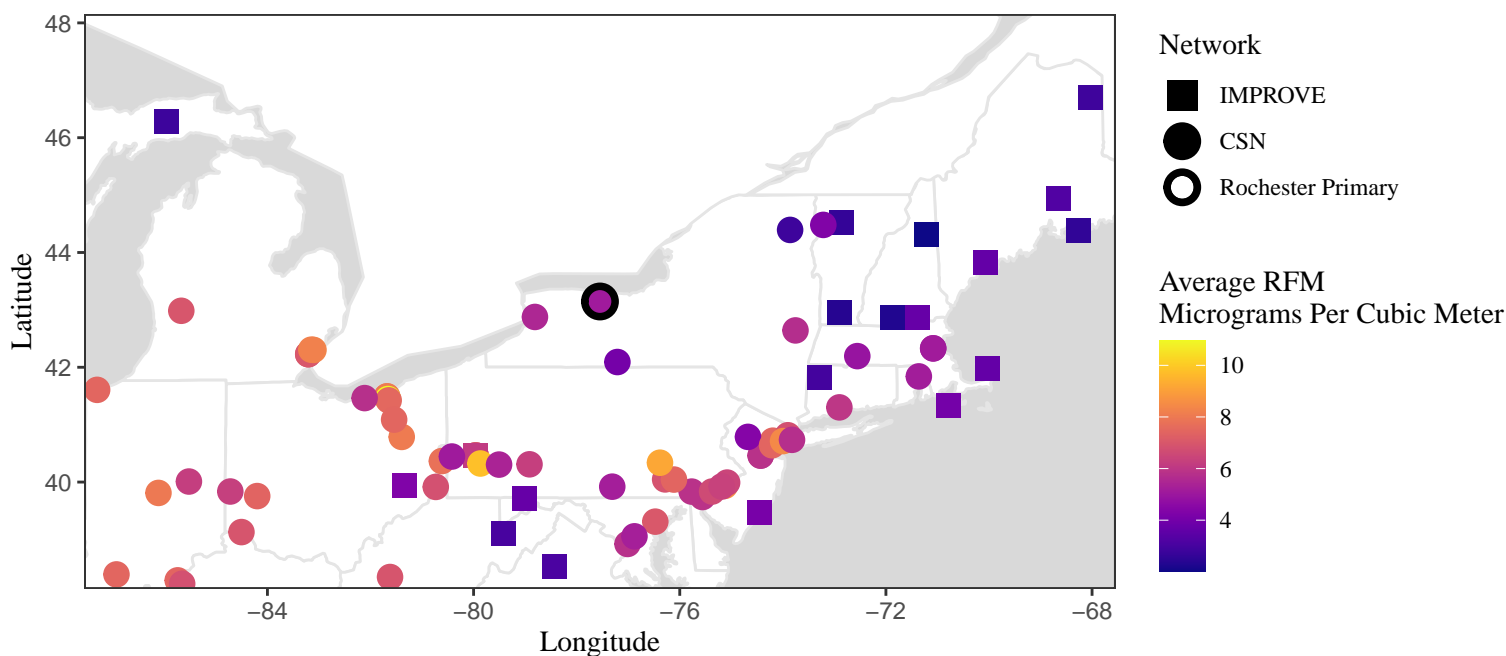 48
46
44
42
40
Latitude
−84
−80
−76
−72
−68
Longitude
Network
IMPROVE
CSN
Rochester Primary
Average RFM
Micrograms Per Cubic Meter
10
8
6
4